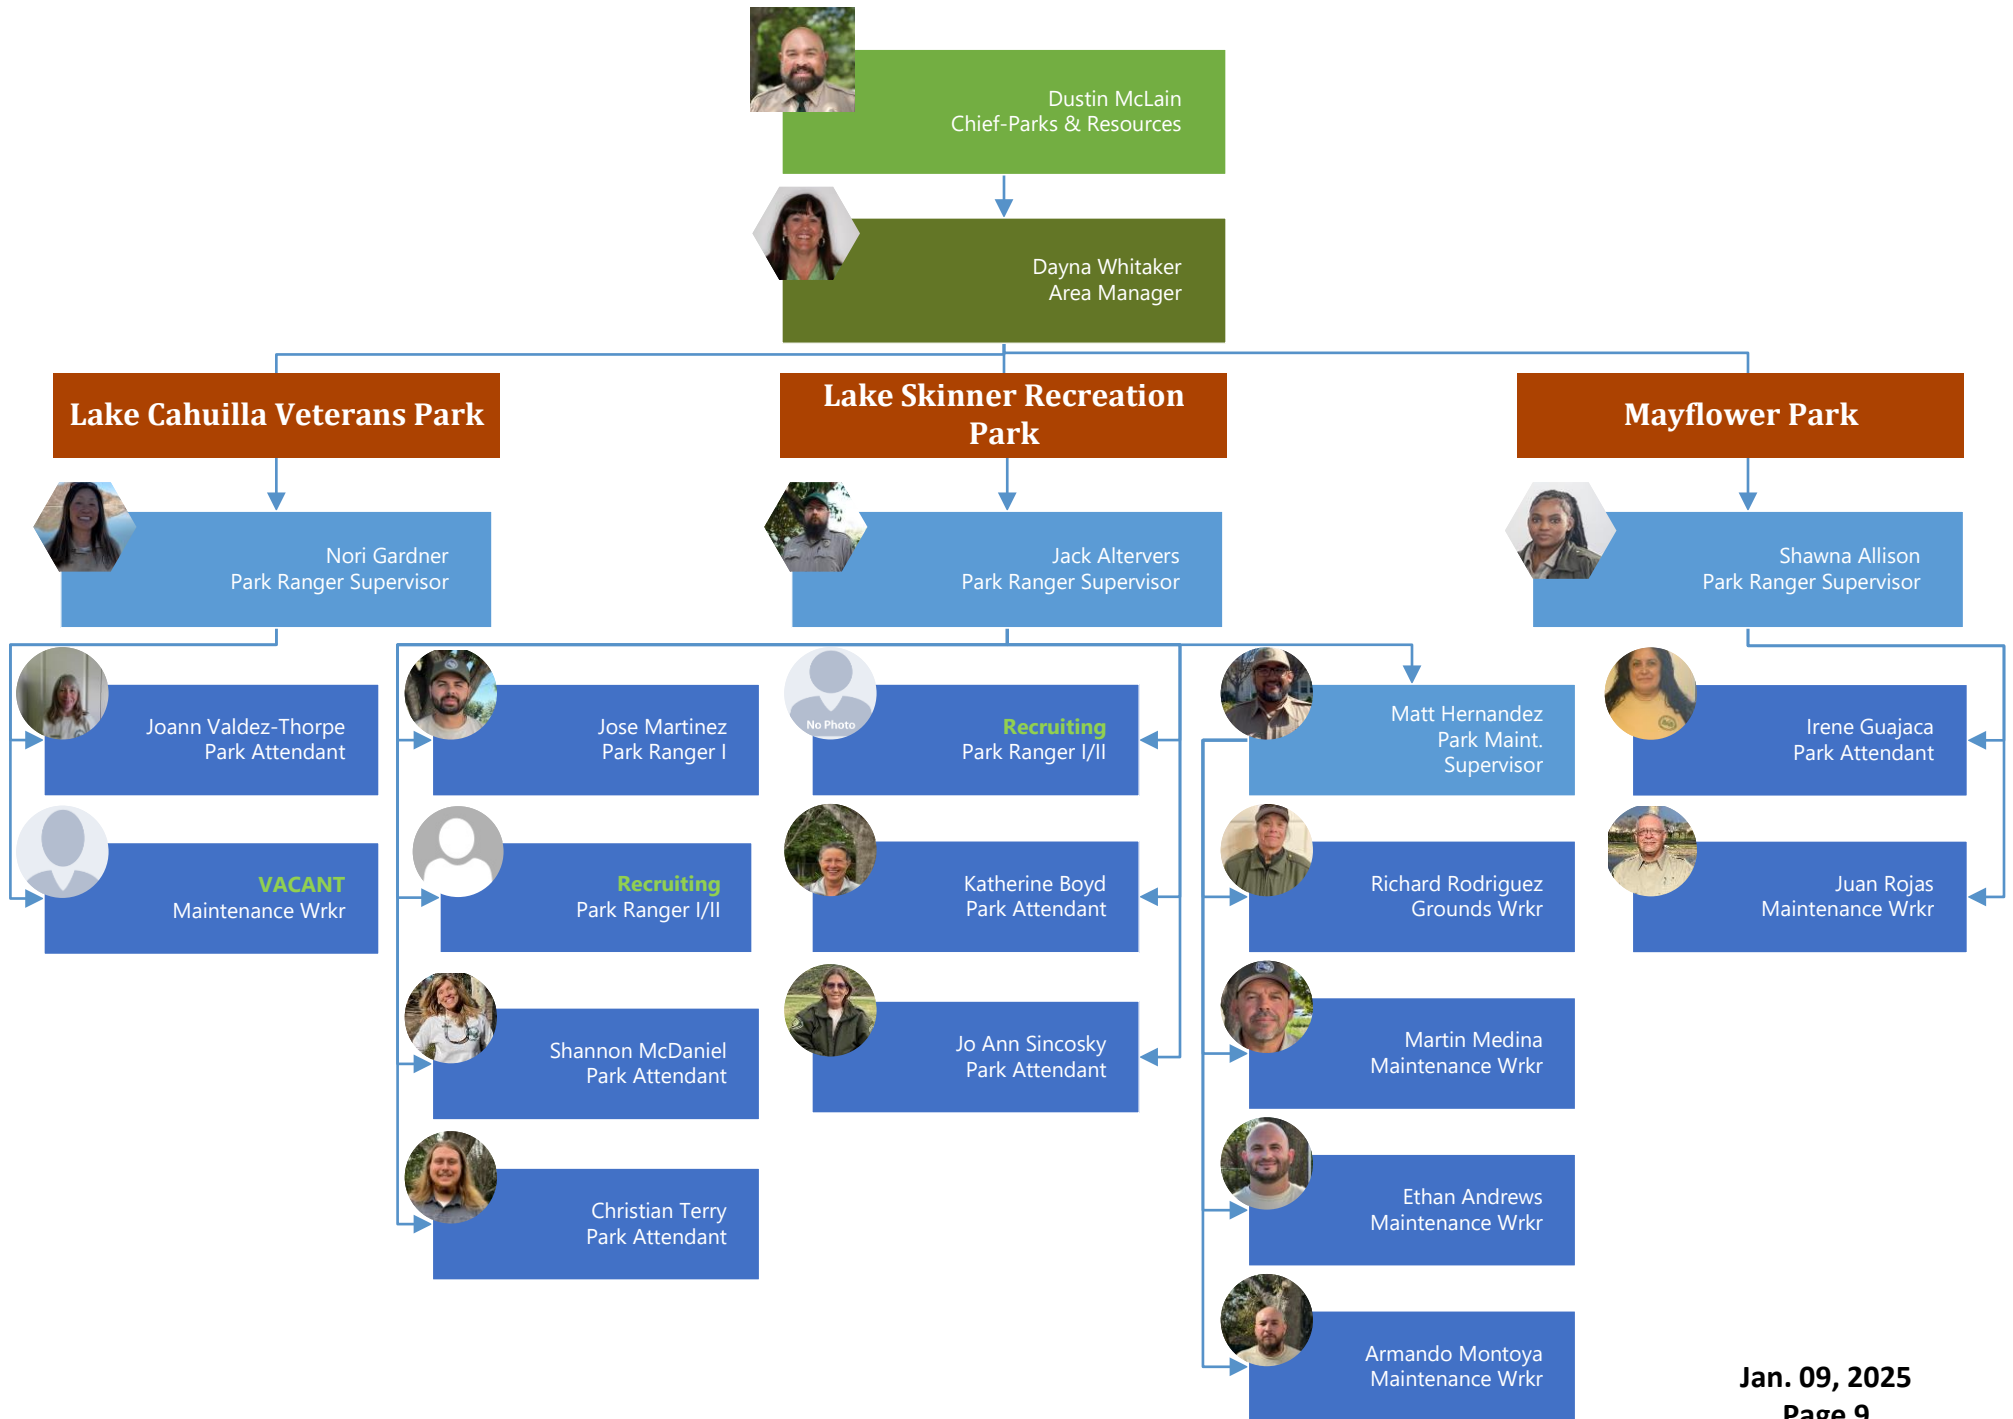 Dustin McLain
Chief-Parks & Resources
Dayna Whitaker
Area Manager
Lake Cahuilla Veterans Park
Lake Skinner Recreation
Park
Mayflower Park
Nori Gardner
Park Ranger Supervisor
Jack Altervers
Park Ranger Supervisor
Shawna Allison
Park Ranger Supervisor
Joann Valdez-Thorpe
Park Attendant
VACANT
Maintenance Wrkr
Jose Martinez
Park Ranger I
Recruiting
Park Ranger I/II
Shannon McDaniel
Park Attendant
Christian Terry
Park Attendant
No Photo
Recruiting
Park Ranger I/II
Katherine Boyd
Park Attendant
Jo Ann Sincosky
Park Attendant
Matt Hernandez
Park Maint.
Supervisor
Richard Rodriguez
Grounds Wrkr
Martin Medina
Maintenance Wrkr
Ethan Andrews
Maintenance Wrkr
Armando Montoya
Maintenance Wrkr
Irene Guajaca
Park Attendant
Juan Rojas
Maintenance Wrkr
Jan. 09, 2025
Page 9